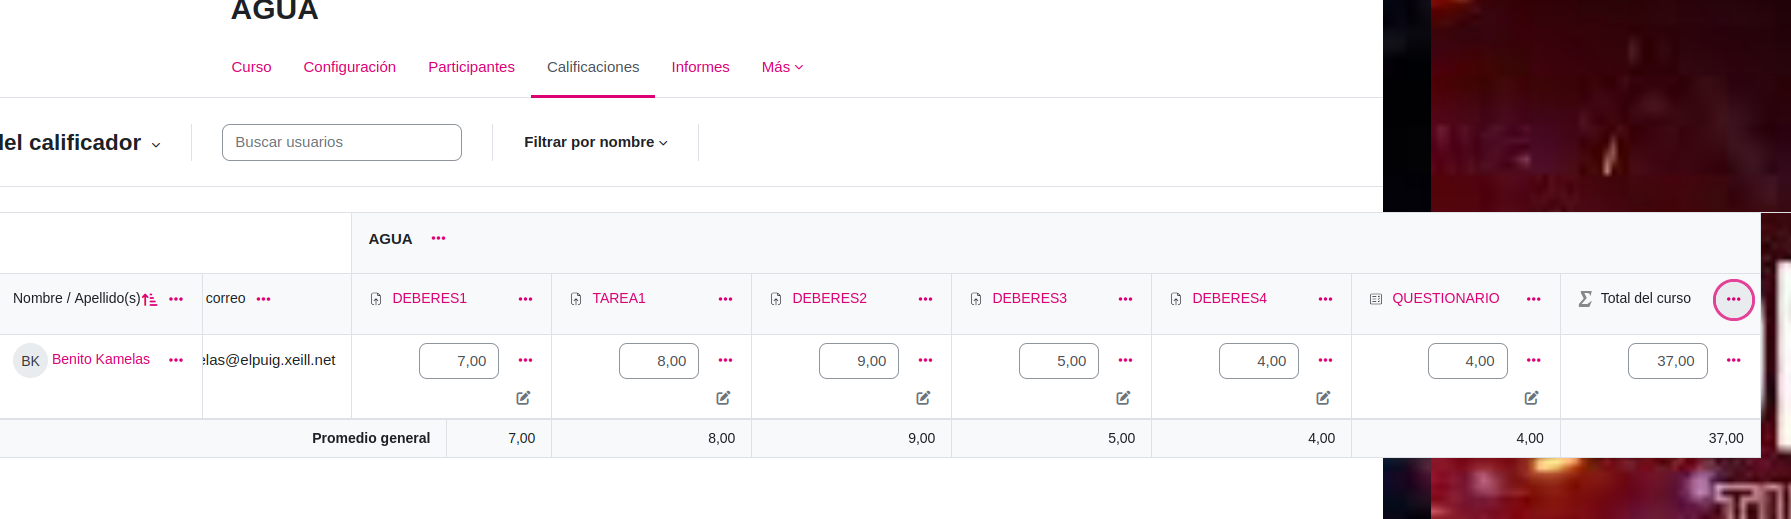 AGUA
Curso Configuración Participantes Calificaciones Informes Más
del calificador Buscar usuarios Filtrar por nombre
AGUA
Nombre / Apellido(s) correo DEBERES1 TAREA1 DEBERES2 DEBERES3 DEBERES4 QUESTIONARIO Σ Total del curso
BK Benito Kamelas elas@elpuig.xeill.net 7,00 8,00 9,00 5,00 4,00 4,00 37,00
Promedio general 7,00 8,00 9,00 5,00 4,00 4,00 37,00